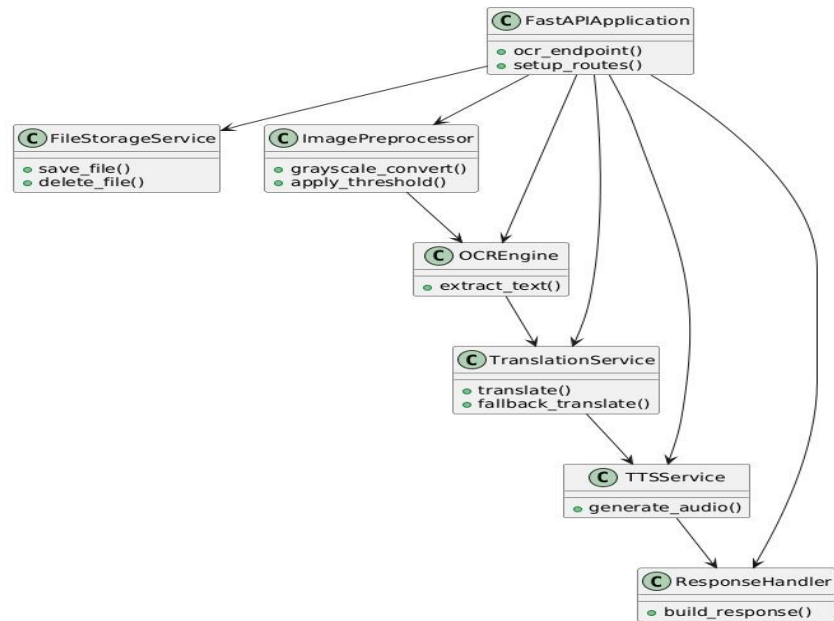 C FastAPIApplication
ocr_endpoint()
setup_routes()
C FileStorageService
save_file()
delete_file()
C ImagePreprocessor
grayscale_convert()
apply_threshold()
C OCREngine
extract_text()
C TranslationService
translate()
fallback_translate()
C TTSService
generate_audio()
C ResponseHandler
build_response()